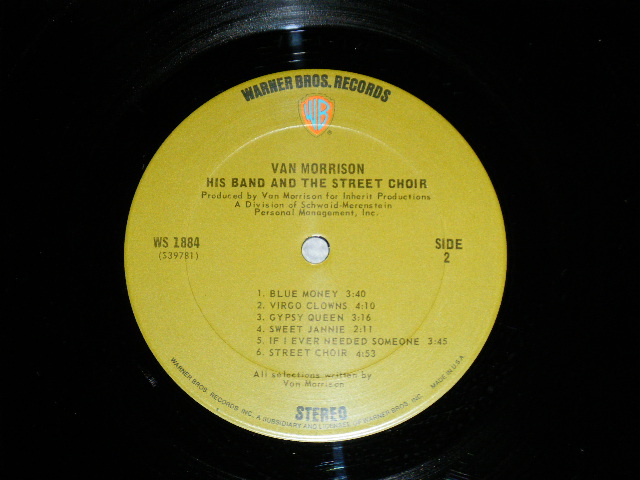 WARNER BROS. RECORDS
WB
VAN MORRISON
HIS BAND AND THE STREET CHOIR
Produced by Van Morrison for Inherit Productions
A Division of Schwaid-Merenstein
Personal Management, Inc.
WS 1884
(S39781)
SIDE
2
1. BLUE MONEY 3:40
2. VIRGO CLOWNS 4:10
3. GYPSY QUEEN 3:16
4. SWEET JANNIE 2:11
5. IF I EVER NEEDED SOMEONE 3:45
6. STREET CHOIR 4:53
All selections written by
Van Morrison
STEREO
WARNER BROS. RECORDS INC. A SUBSIDIARY AND LICENSEE OF WARNER BROS. INC. MADE IN U.S.A.